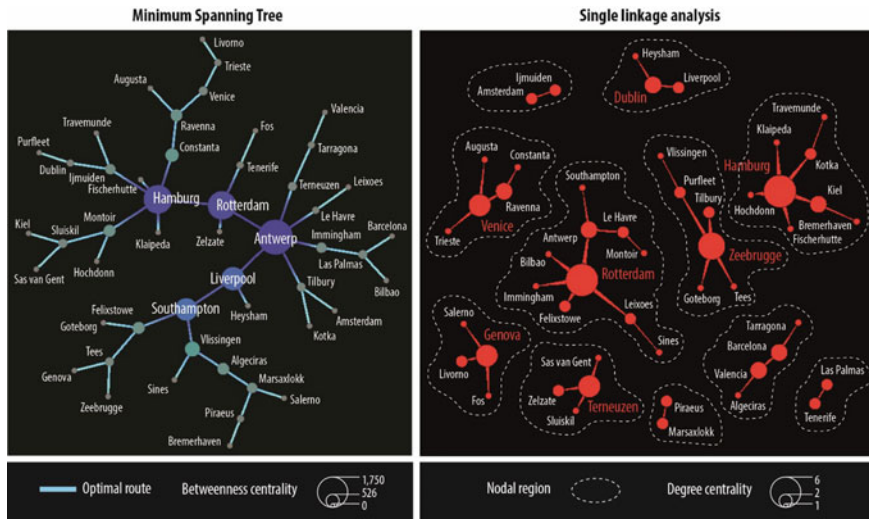 Minimum Spanning Tree
Single linkage analysis
Livorno
Trieste
Augusta
Venice
Valencia
Travemunde
Ravenna
Fos
Purfleet
Constanta
Tarragona
Dublin
Ijmuiden
Fischerhutte
Tenerife
Terneuzen
Leixoes
Hamburg
Rotterdam
Le Havre
Kiel
Sluiskil
Montoir
Immingham
Barcelona
Klaipeda
Zelzate
Antwerp
Las Palmas
Sas van Gent
Hochdonn
Liverpool
Bilbao
Tilbury
Southampton
Heysham
Amsterdam
Felixstowe
Goteborg
Vlissingen
Kotka
Tees
Algeciras
Genova
Sines
Marsaxlokk
Salerno
Zeebrugge
Piraeus
Bremerhaven
Heysham
Ijmuiden
Amsterdam
Liverpool
Dublin
Travemunde
Klaipeda
Augusta
Constanta
Vlissingen
Hamburg
Kotka
Southampton
Purfleet
Kiel
Ravenna
Tilbury
Hochdonn
Le Havre
Bremerhaven
Trieste
Venice
Antwerp
Fischerhutte
Montoir
Zeebrugge
Bilbao
Rotterdam
Immingham
Leixoes
Goteborg
Tees
Felixstowe
Salerno
Genova
Sines
Tarragona
Sas van Gent
Barcelona
Livorno
Zelzate
Valencia
Las Palmas
Fos
Sluiskil
Terneuzen
Piraeus
Algeciras
Tenerife
Marsaxlokk
Optimal route
Betweenness centrality
1,750
526
0
Nodal region
Degree centrality
6
2
1